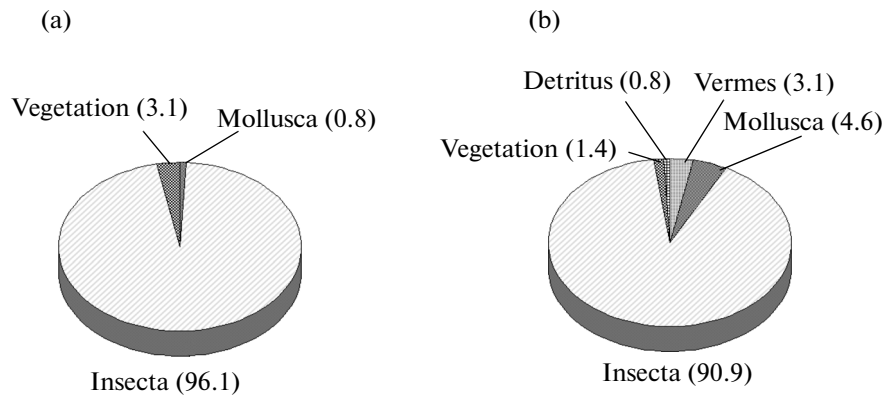 (a)
Vegetation (3.1)
Mollusca (0.8)
Insecta (96.1)
(b)
Detritus (0.8)
Vermes (3.1)
Mollusca (4.6)
Vegetation (1.4)
Insecta (90.9)